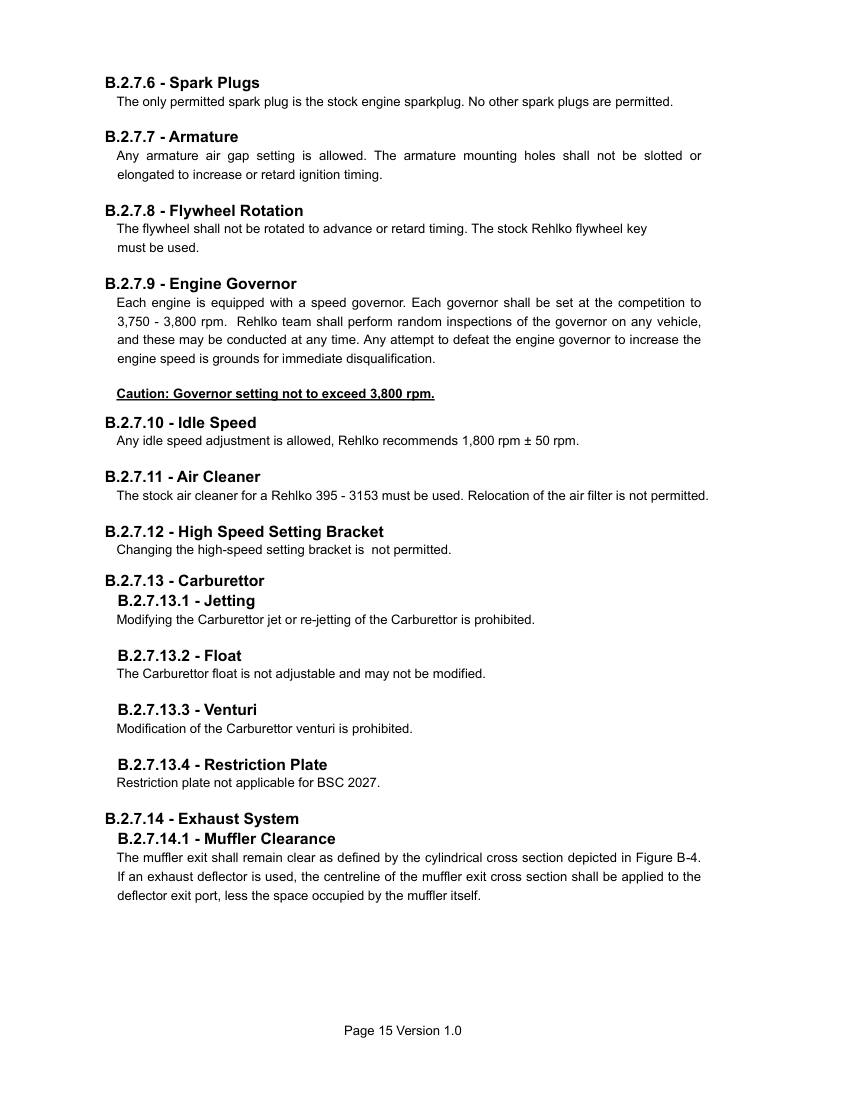 B.2.7.6 - Spark Plugs
The only permitted spark plug is the stock engine sparkplug. No other spark plugs are permitted.
B.2.7.7 - Armature
Any armature air gap setting is allowed. The armature mounting holes shall not be slotted or
elongated to increase or retard ignition timing.
B.2.7.8 - Flywheel Rotation
The flywheel shall not be rotated to advance or retard timing. The stock Rehlko flywheel key
must be used.
B.2.7.9 - Engine Governor
Each engine is equipped with a speed governor. Each governor shall be set at the competition to
3,750 - 3,800 rpm.  Rehlko team shall perform random inspections of the governor on any vehicle,
and these may be conducted at any time. Any attempt to defeat the engine governor to increase the
engine speed is grounds for immediate disqualification.
Caution: Governor setting not to exceed 3,800 rpm.
B.2.7.10 - Idle Speed
Any idle speed adjustment is allowed, Rehlko recommends 1,800 rpm ± 50 rpm.
B.2.7.11 - Air Cleaner
The stock air cleaner for a Rehlko 395 - 3153 must be used. Relocation of the air filter is not permitted.
B.2.7.12 - High Speed Setting Bracket
Changing the high-speed setting bracket is  not permitted.
B.2.7.13 - Carburettor
B.2.7.13.1 - Jetting
Modifying the Carburettor jet or re-jetting of the Carburettor is prohibited.
B.2.7.13.2 - Float
The Carburettor float is not adjustable and may not be modified.
B.2.7.13.3 - Venturi
Modification of the Carburettor venturi is prohibited.
B.2.7.13.4 - Restriction Plate
Restriction plate not applicable for BSC 2027.
B.2.7.14 - Exhaust System
B.2.7.14.1 - Muffler Clearance
The muffler exit shall remain clear as defined by the cylindrical cross section depicted in Figure B-4.
If an exhaust deflector is used, the centreline of the muffler exit cross section shall be applied to the
deflector exit port, less the space occupied by the muffler itself.
Page 15 Version 1.0